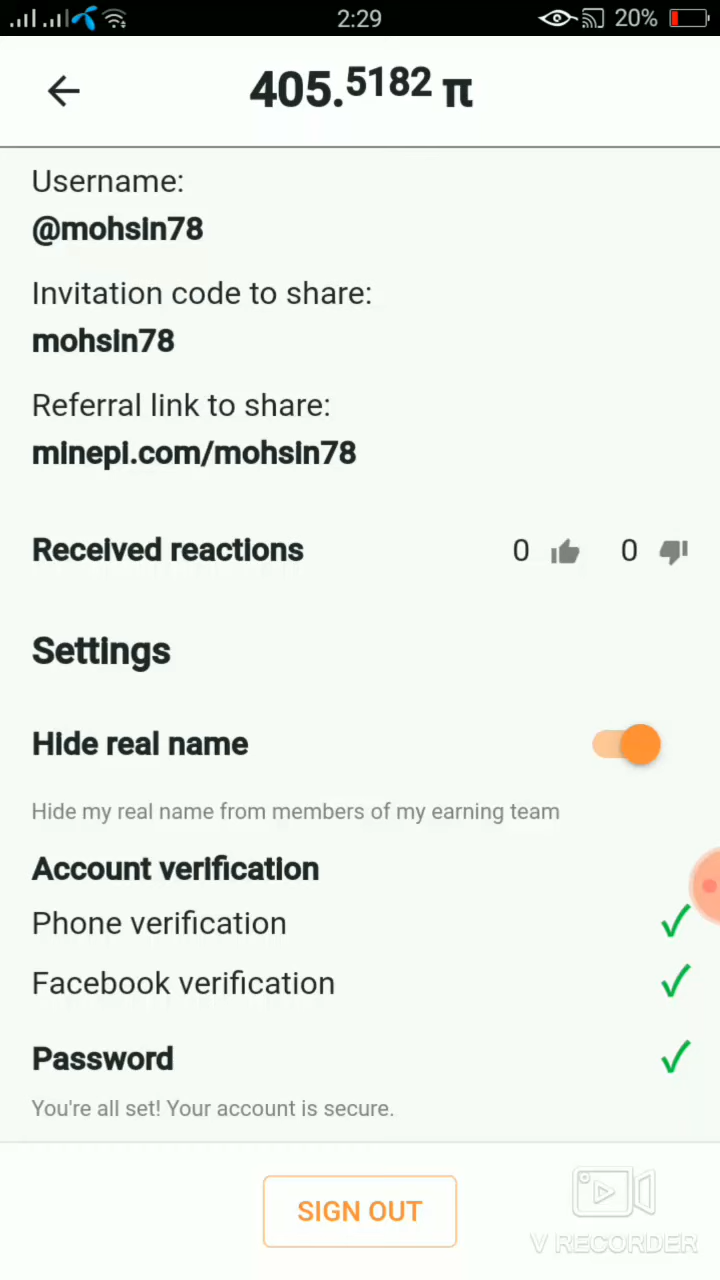 2:29
20%
405.5182 π
Username:
@mohsin78
Invitation code to share:
mohsin78
Referral link to share:
minepi.com/mohsin78
Received reactions 0 0
Settings
Hide real name
Hide my real name from members of my earning team
Account verification
Phone verification
Facebook verification
Password
You're all set! Your account is secure.
SIGN OUT
V RECORDER